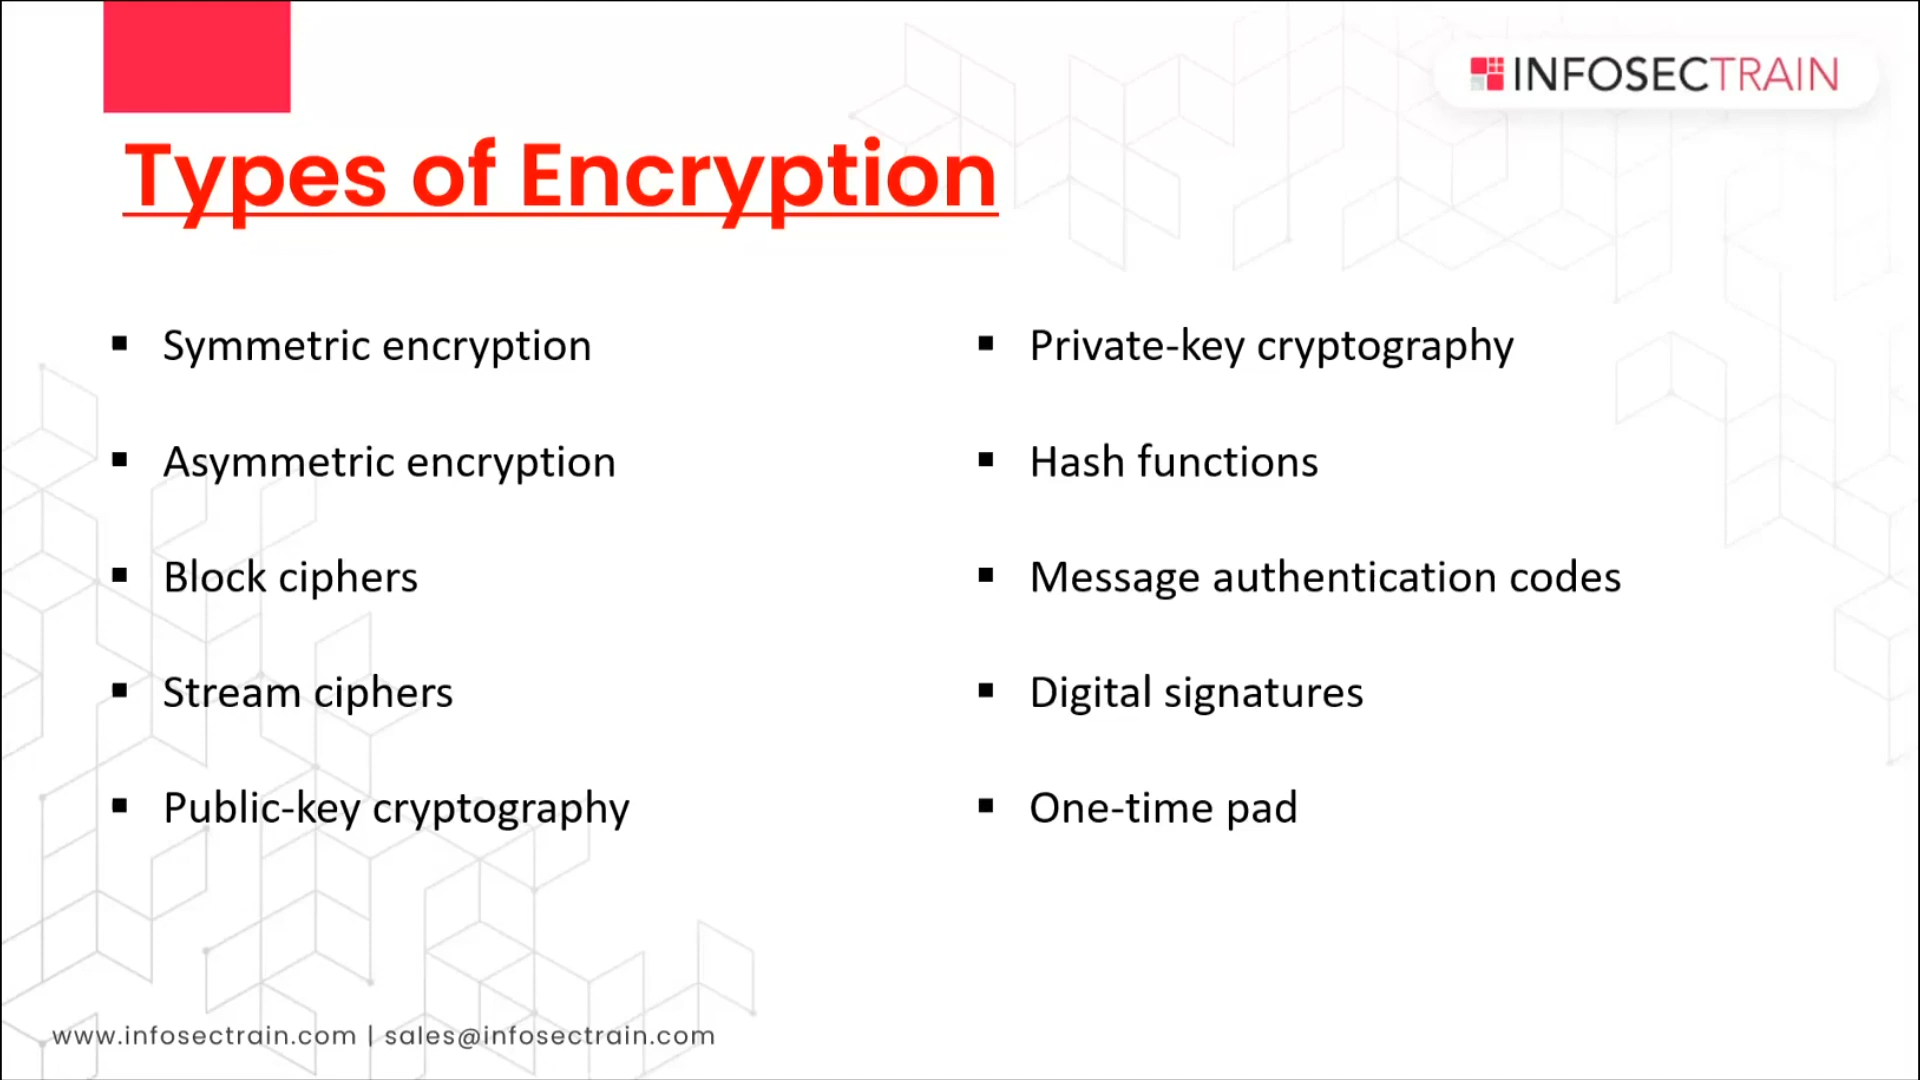 INFOSECTRAIN
Types of Encryption
▪ Symmetric encryption
▪ Asymmetric encryption
▪ Block ciphers
▪ Stream ciphers
▪ Public-key cryptography
▪ Private-key cryptography
▪ Hash functions
▪ Message authentication codes
▪ Digital signatures
▪ One-time pad
www.infosectrain.com | sales@infosectrain.com